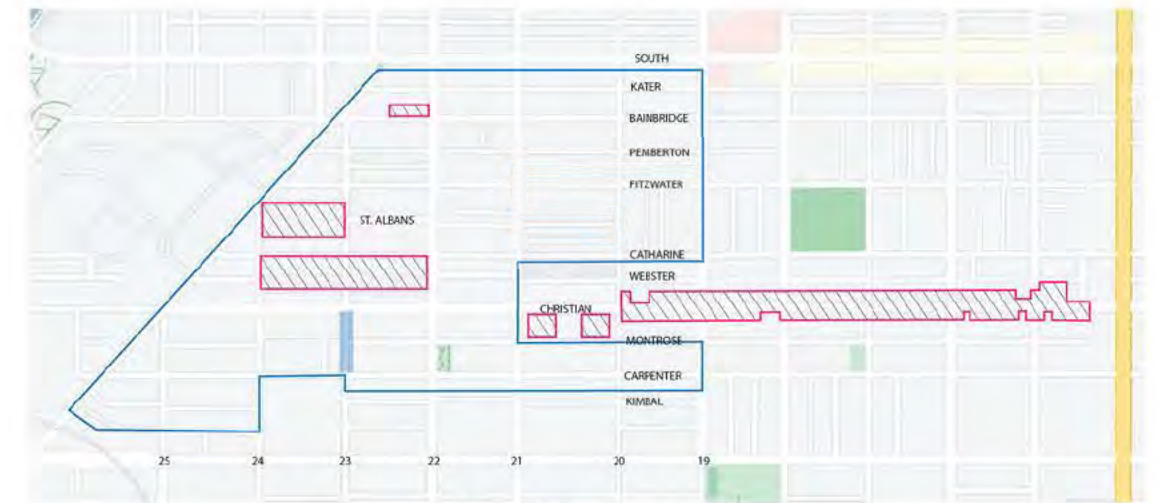 SOUTH
KATER
BAINBRIDGE
PEMBERTON
FITZWATER
ST. ALBANS
CATHARINE
WEBSTER
CHRISTIAN
MONTROSE
CARPENTER
KIMBAL
25 24 23 22 21 20 19